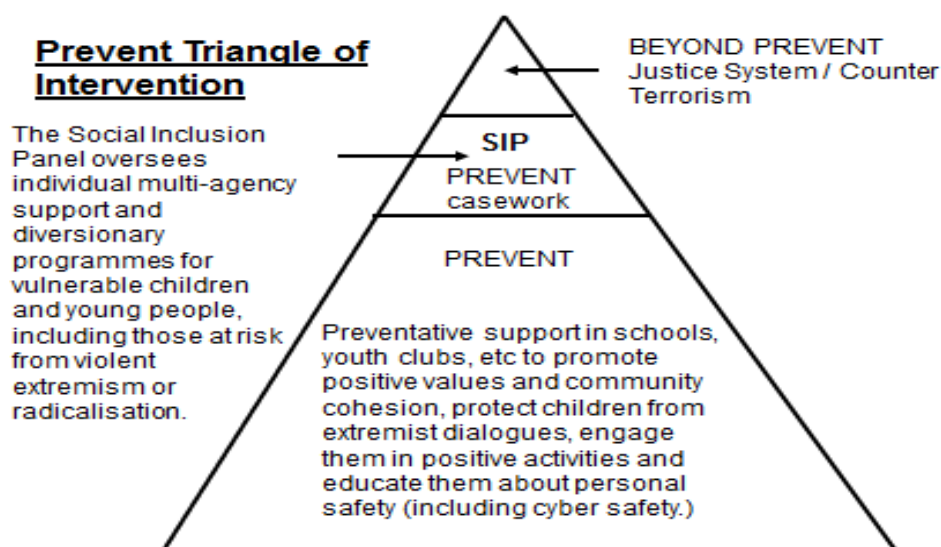 Prevent Triangle of
Intervention
The Social Inclusion
Panel oversees
individual multi-agency
support and
diversionary
programmes for
vulnerable children
and young people,
including those at risk
from violent
extremism or
radicalisation.
BEYOND PREVENT
Justice System / Counter
Terrorism
SIP
PREVENT
casework
PREVENT
Preventative support in schools,
youth clubs, etc to promote
positive values and community
cohesion, protect children from
extremist dialogues, engage
them in positive activities and
educate them about personal
safety (including cyber safety.)